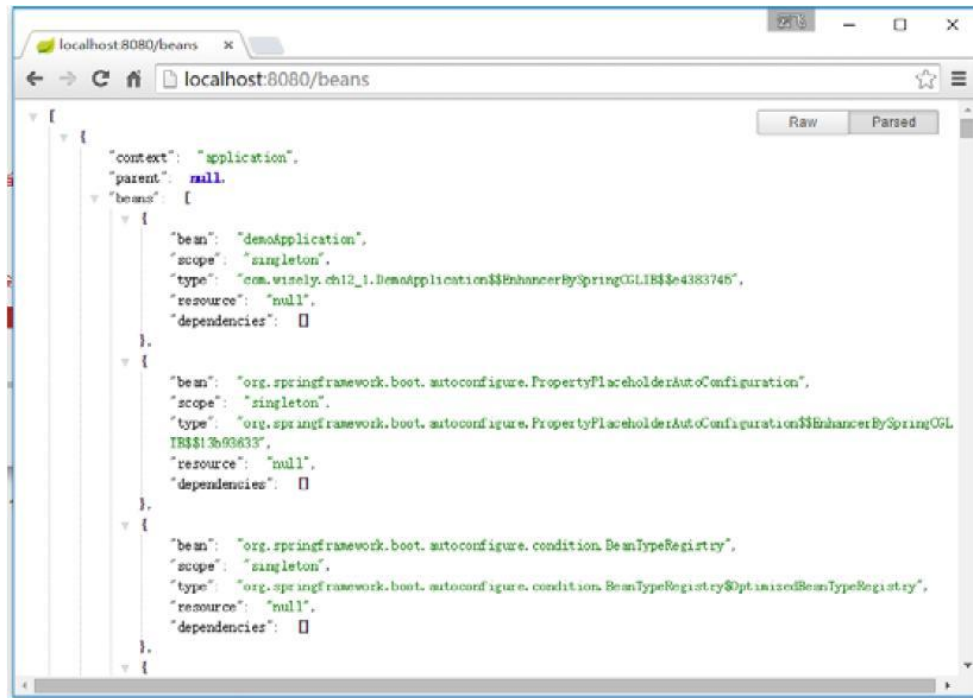 localhost:8080/beans ×
localhost:8080/beans
Raw Parsed
[
{
"context": "application",
"parent": null,
"beans": [
{
"bean": "demoApplication",
"scope": "singleton",
"type": "com.wisely.ch12_1.DemoApplication$$EnhancerBySpringCGLIB$$e4383746",
"resource": "null",
"dependencies": []
},
{
"bean": "org.springframework.boot.autoconfigure.PropertyPlaceholderAutoConfiguration",
"scope": "singleton",
"type": "org.springframework.boot.autoconfigure.PropertyPlaceholderAutoConfiguration$$EnhancerBySpringCGL
IB$$13b93633",
"resource": "null",
"dependencies": []
},
{
"bean": "org.springframework.boot.autoconfigure.condition.BeanTypeRegistry",
"scope": "singleton",
"type": "org.springframework.boot.autoconfigure.condition.BeanTypeRegistry$OptimizedBeanTypeRegistry",
"resource": "null",
"dependencies": []
},
{